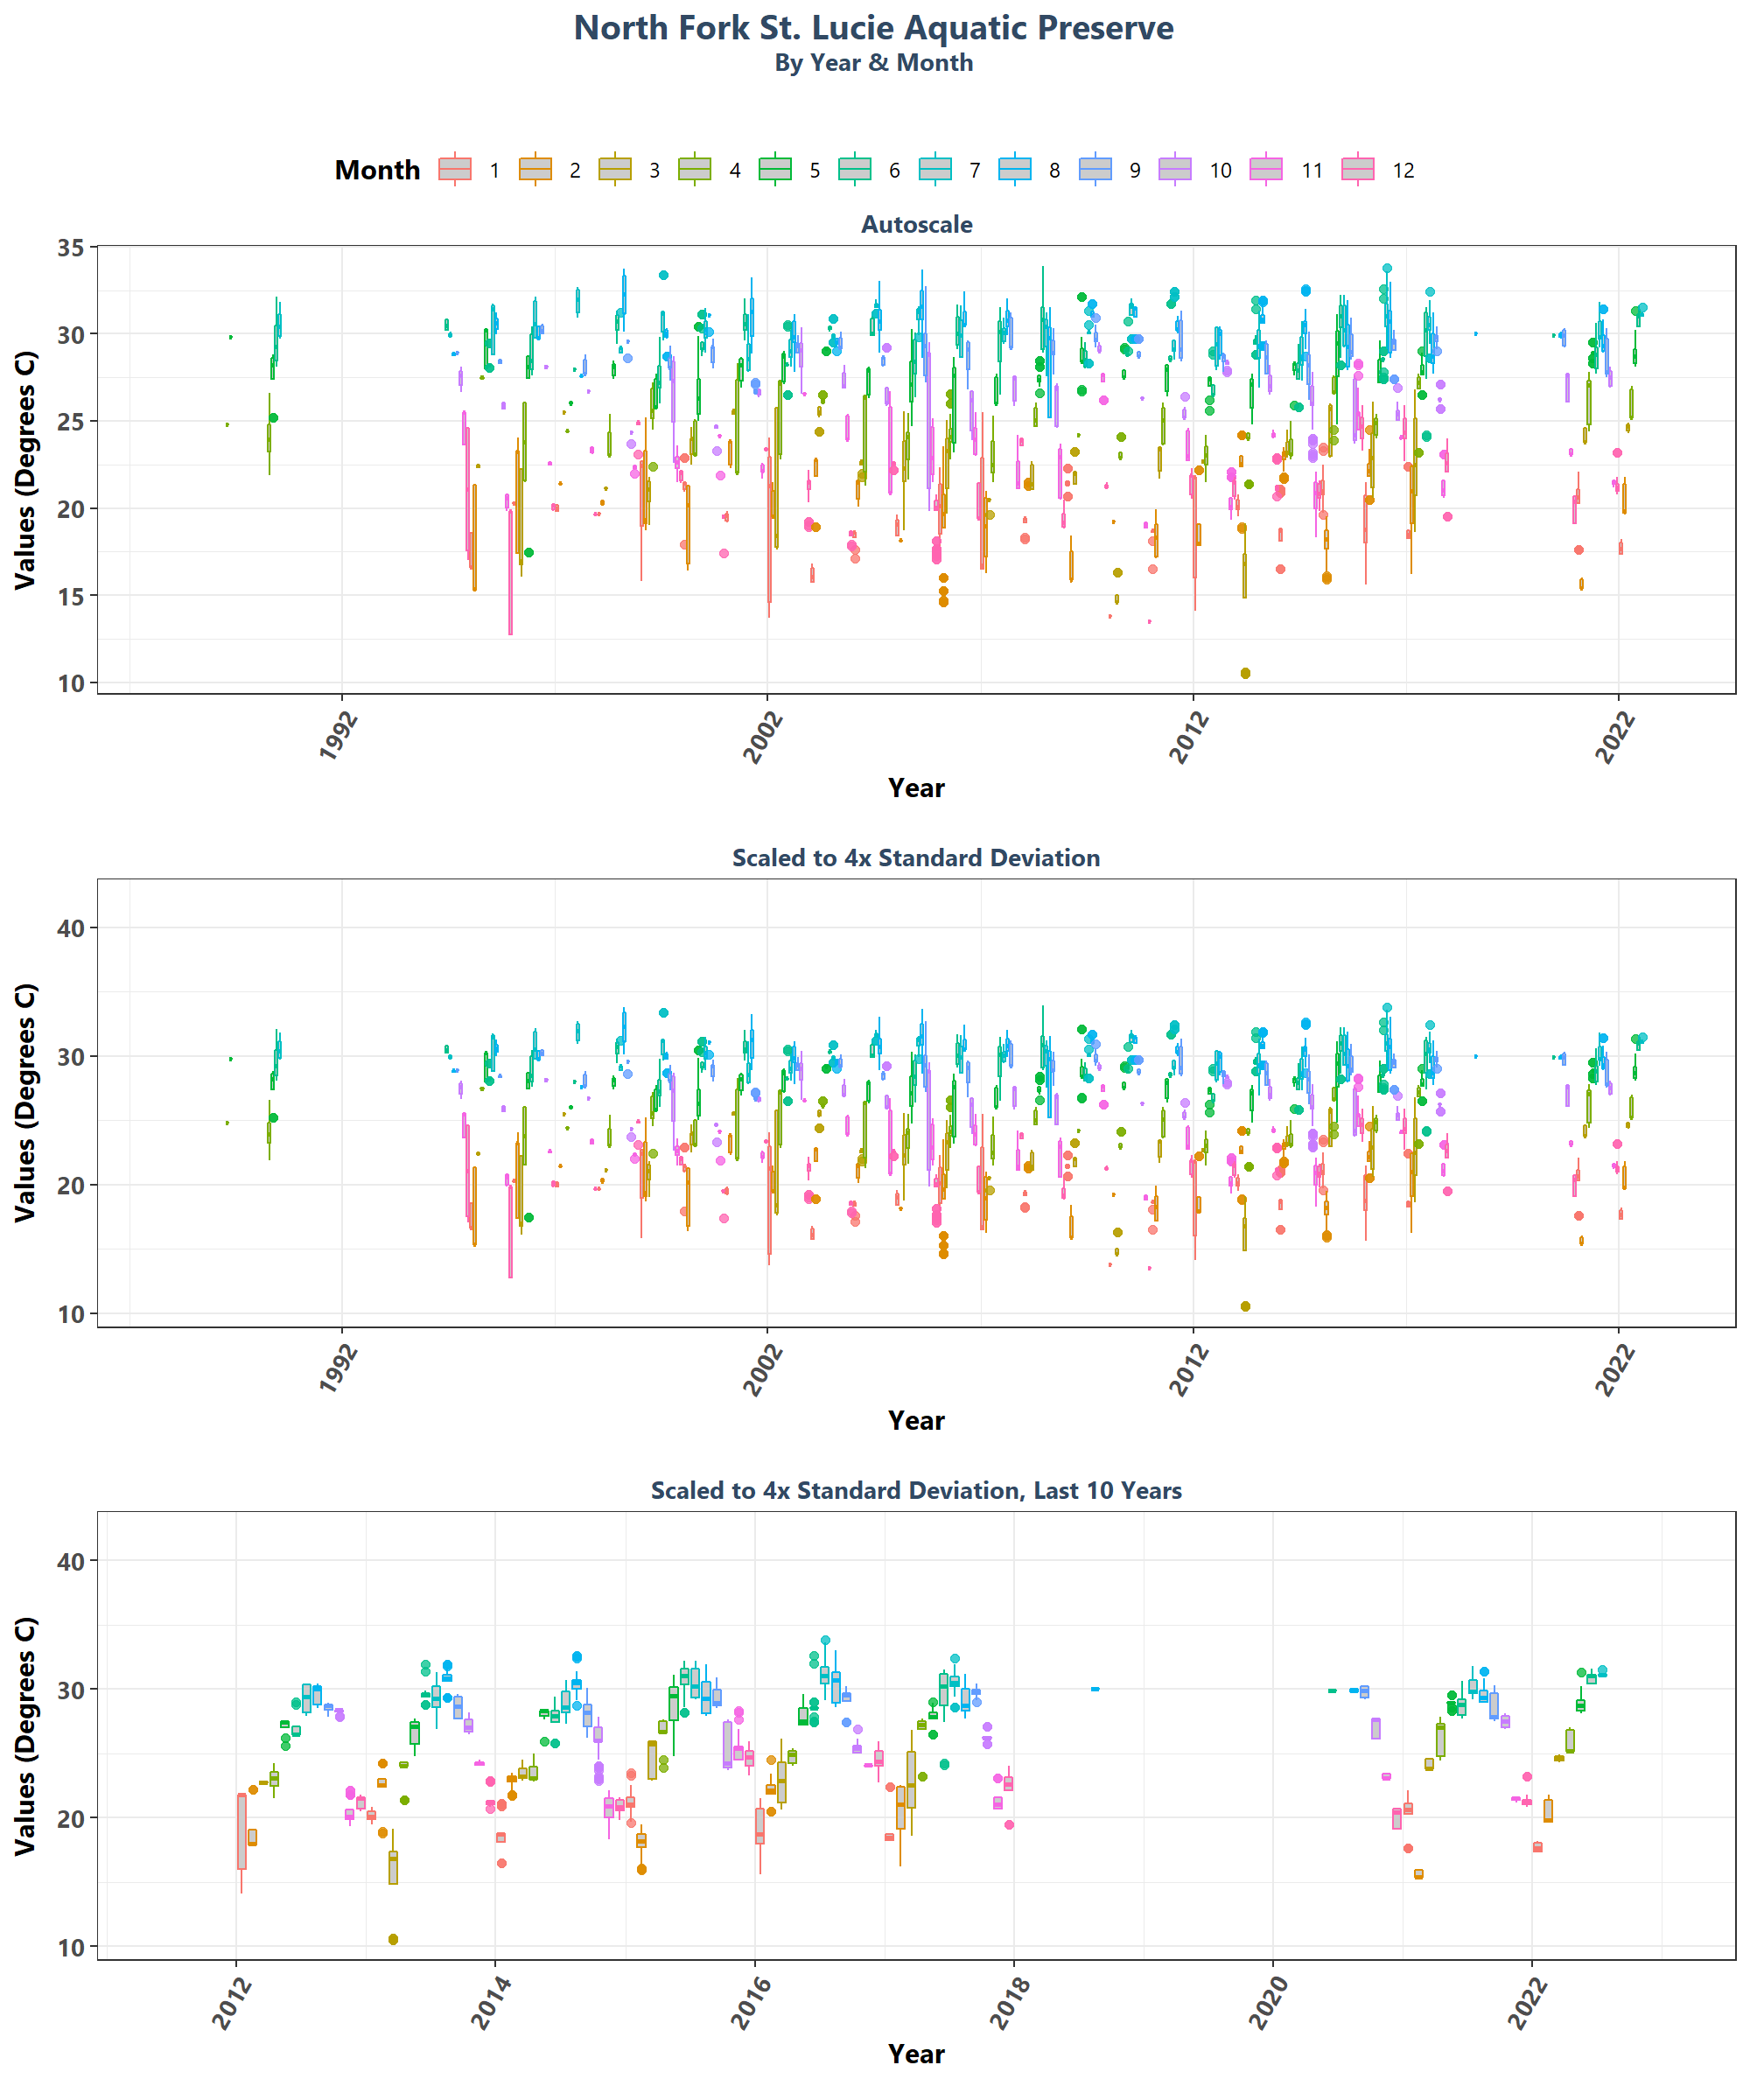 North Fork St. Lucie Aquatic Preserve
By Year & Month
Month 1 2 3 4 5 6 7 8 9 10 11 12
Autoscale
Values (Degrees C)
35
30
25
20
15
10
1992 2002 2012 2022
Year
Scaled to 4x Standard Deviation
Values (Degrees C)
40
30
20
10
1992 2002 2012 2022
Year
Scaled to 4x Standard Deviation, Last 10 Years
Values (Degrees C)
40
30
20
10
2012 2014 2016 2018 2020 2022
Year